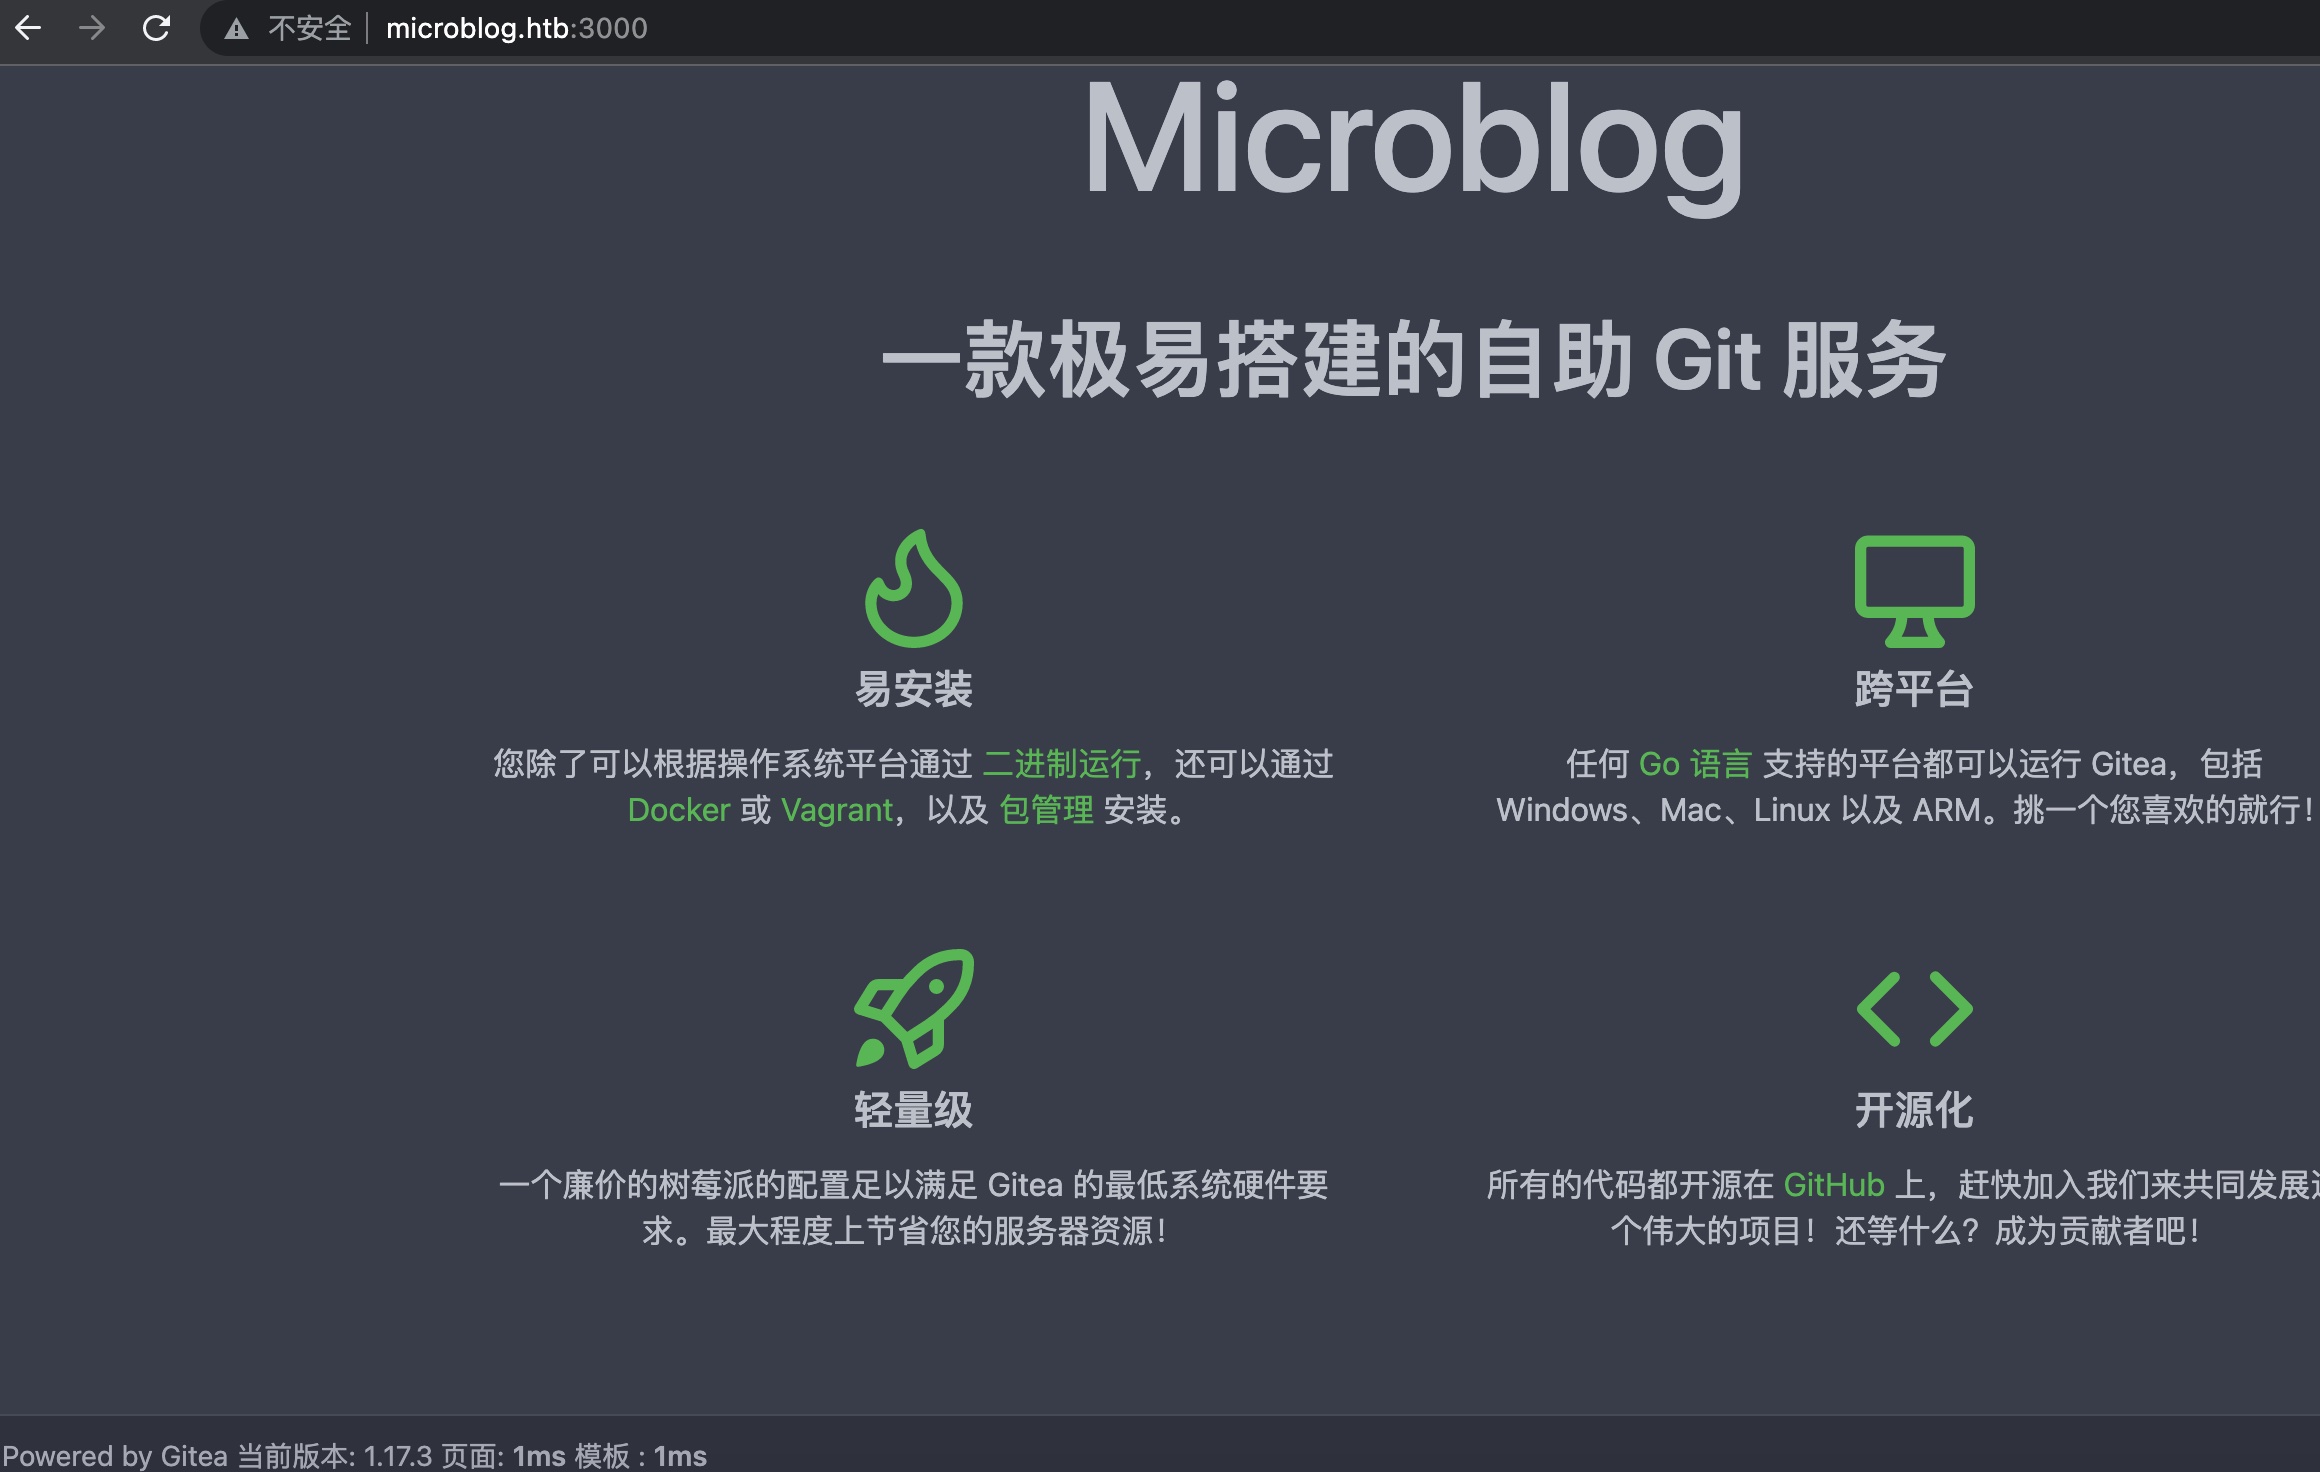 不安全 microblog.htb:3000
Microblog
一款极易搭建的自助 Git 服务
易安装
您除了可以根据操作系统平台通过 二进制运行，还可以通过
Docker 或 Vagrant，以及 包管理 安装。
跨平台
任何 Go 语言 支持的平台都可以运行 Gitea，包括
Windows、Mac、Linux 以及 ARM。挑一个您喜欢的就行！
轻量级
一个廉价的树莓派的配置足以满足 Gitea 的最低系统硬件要
求。最大程度上节省您的服务器资源！
开源化
所有的代码都开源在 GitHub 上，赶快加入我们来共同发展
个伟大的项目！还等什么？成为贡献者吧！
Powered by Gitea 当前版本: 1.17.3 页面: 1ms 模板 : 1ms